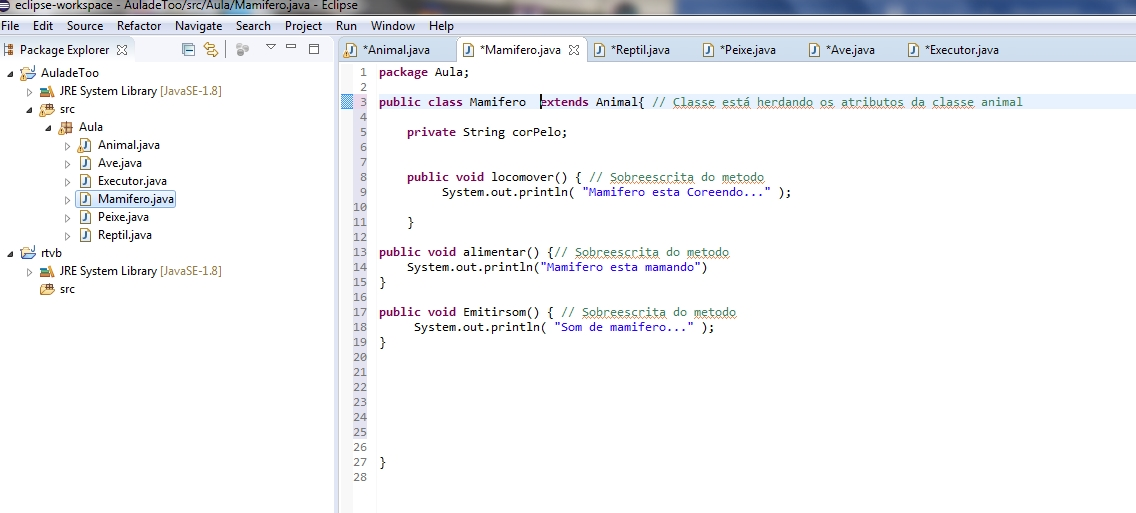 eclipse-workspace - AuladeToo/src/Aula/Mamifero.java - Eclipse
File Edit Source Refactor Navigate Search Project Run Window Help
Package Explorer
AuladeToo
JRE System Library [JavaSE-1.8]
src
Aula
Animal.java
Ave.java
Executor.java
Mamifero.java
Peixe.java
Reptil.java
rtvb
JRE System Library [JavaSE-1.8]
src
*Animal.java *Mamifero.java *Reptil.java *Peixe.java *Ave.java *Executor.java
1 package Aula;
2
3 public class Mamifero  extends Animal{ // Classe está herdando os atributos da classe animal
4
5     private String corPelo;
6
7
8     public void locomover() { // Sobreescrita do metodo
9          System.out.println( "Mamifero esta Coreendo..." );
10
11     }
12
13 public void alimentar() {// Sobreescrita do metodo
14     System.out.println("Mamifero esta mamando")
15 }
16
17 public void Emitirsom() { // Sobreescrita do metodo
18      System.out.println( "Som de mamifero..." );
19 }
20
21
22
23
24
25
26
27 }
28